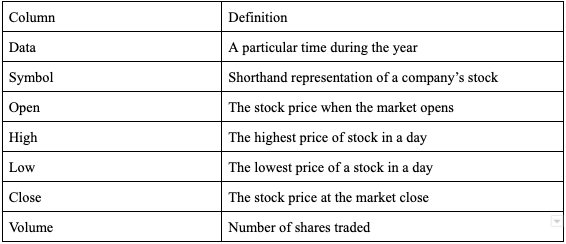 Column Definition
Data A particular time during the year
Symbol Shorthand representation of a company’s stock
Open The stock price when the market opens
High The highest price of stock in a day
Low The lowest price of a stock in a day
Close The stock price at the market close
Volume Number of shares traded